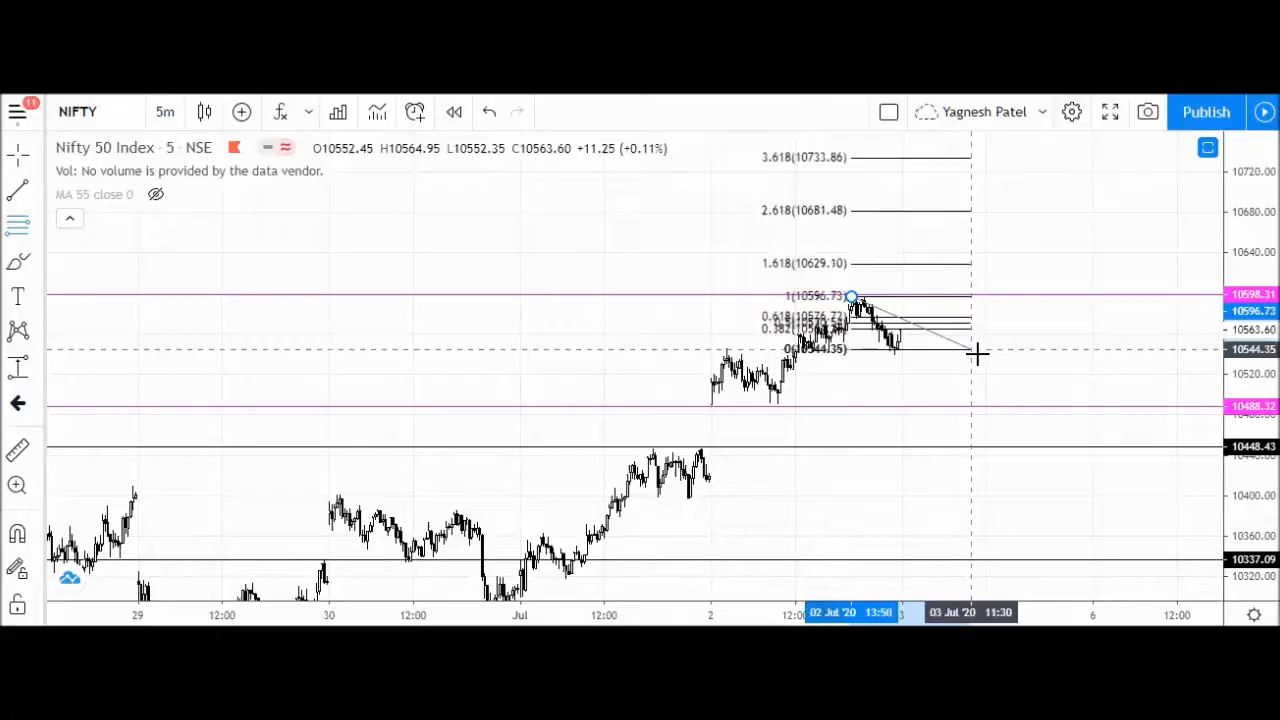 11
NIFTY
5m
Yagnesh Patel
Publish
Nifty 50 Index · 5 · NSE O10552.45 H10564.95 L10552.35 C10563.60 +11.25 (+0.11%)
Vol: No volume is provided by the data vendor.
MA 55 close 0
3.618(10733.86)
2.618(10681.48)
1.618(10629.10)
1(10596.73)
0.618(10576.72)
10720.00
10680.00
10640.00
10598.31
10596.73
10563.60
10544.35
10520.00
10488.32
10448.43
10400.00
10360.00
10337.09
10320.00
29 12:00 30 12:00 Jul 12:00 2 12:00 02 Jul '20 13:50 3 03 Jul '20 11:30 6 12:00